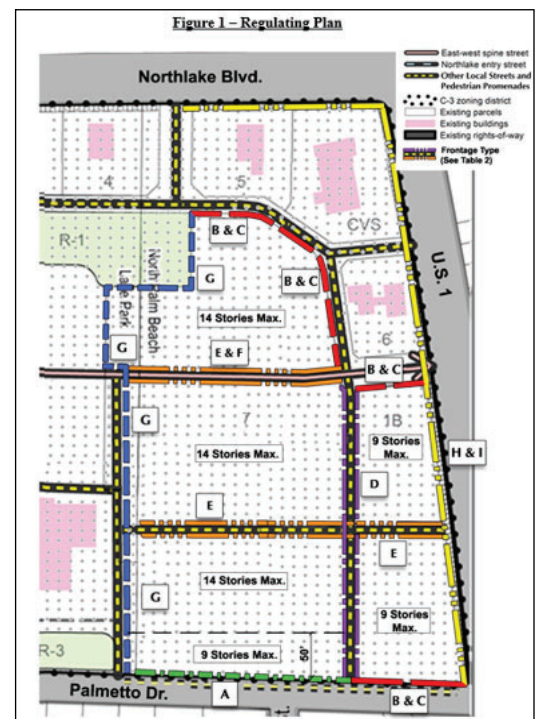 Figure 1 – Regulating Plan
East-west spine street
Northlake entry street
Other Local Streets and
Pedestrian Promenades
C-3 zoning district
Existing parcels
Existing buildings
Existing rights-of-way
Frontage Type
(See Table 2)
Northlake Blvd.
4
5
CVS
R-1
B & C
U.S. 1
Lake Park
North Palm Beach
G
B & C
14 Stories Max.
6
G
E & F
B & C
G
7
1B
14 Stories Max.
9 Stories
Max.
H & I
D
E
E
14 Stories Max.
G
9 Stories
Max.
R-3
9 Stories Max.
50'
Palmetto Dr.
A
B & C